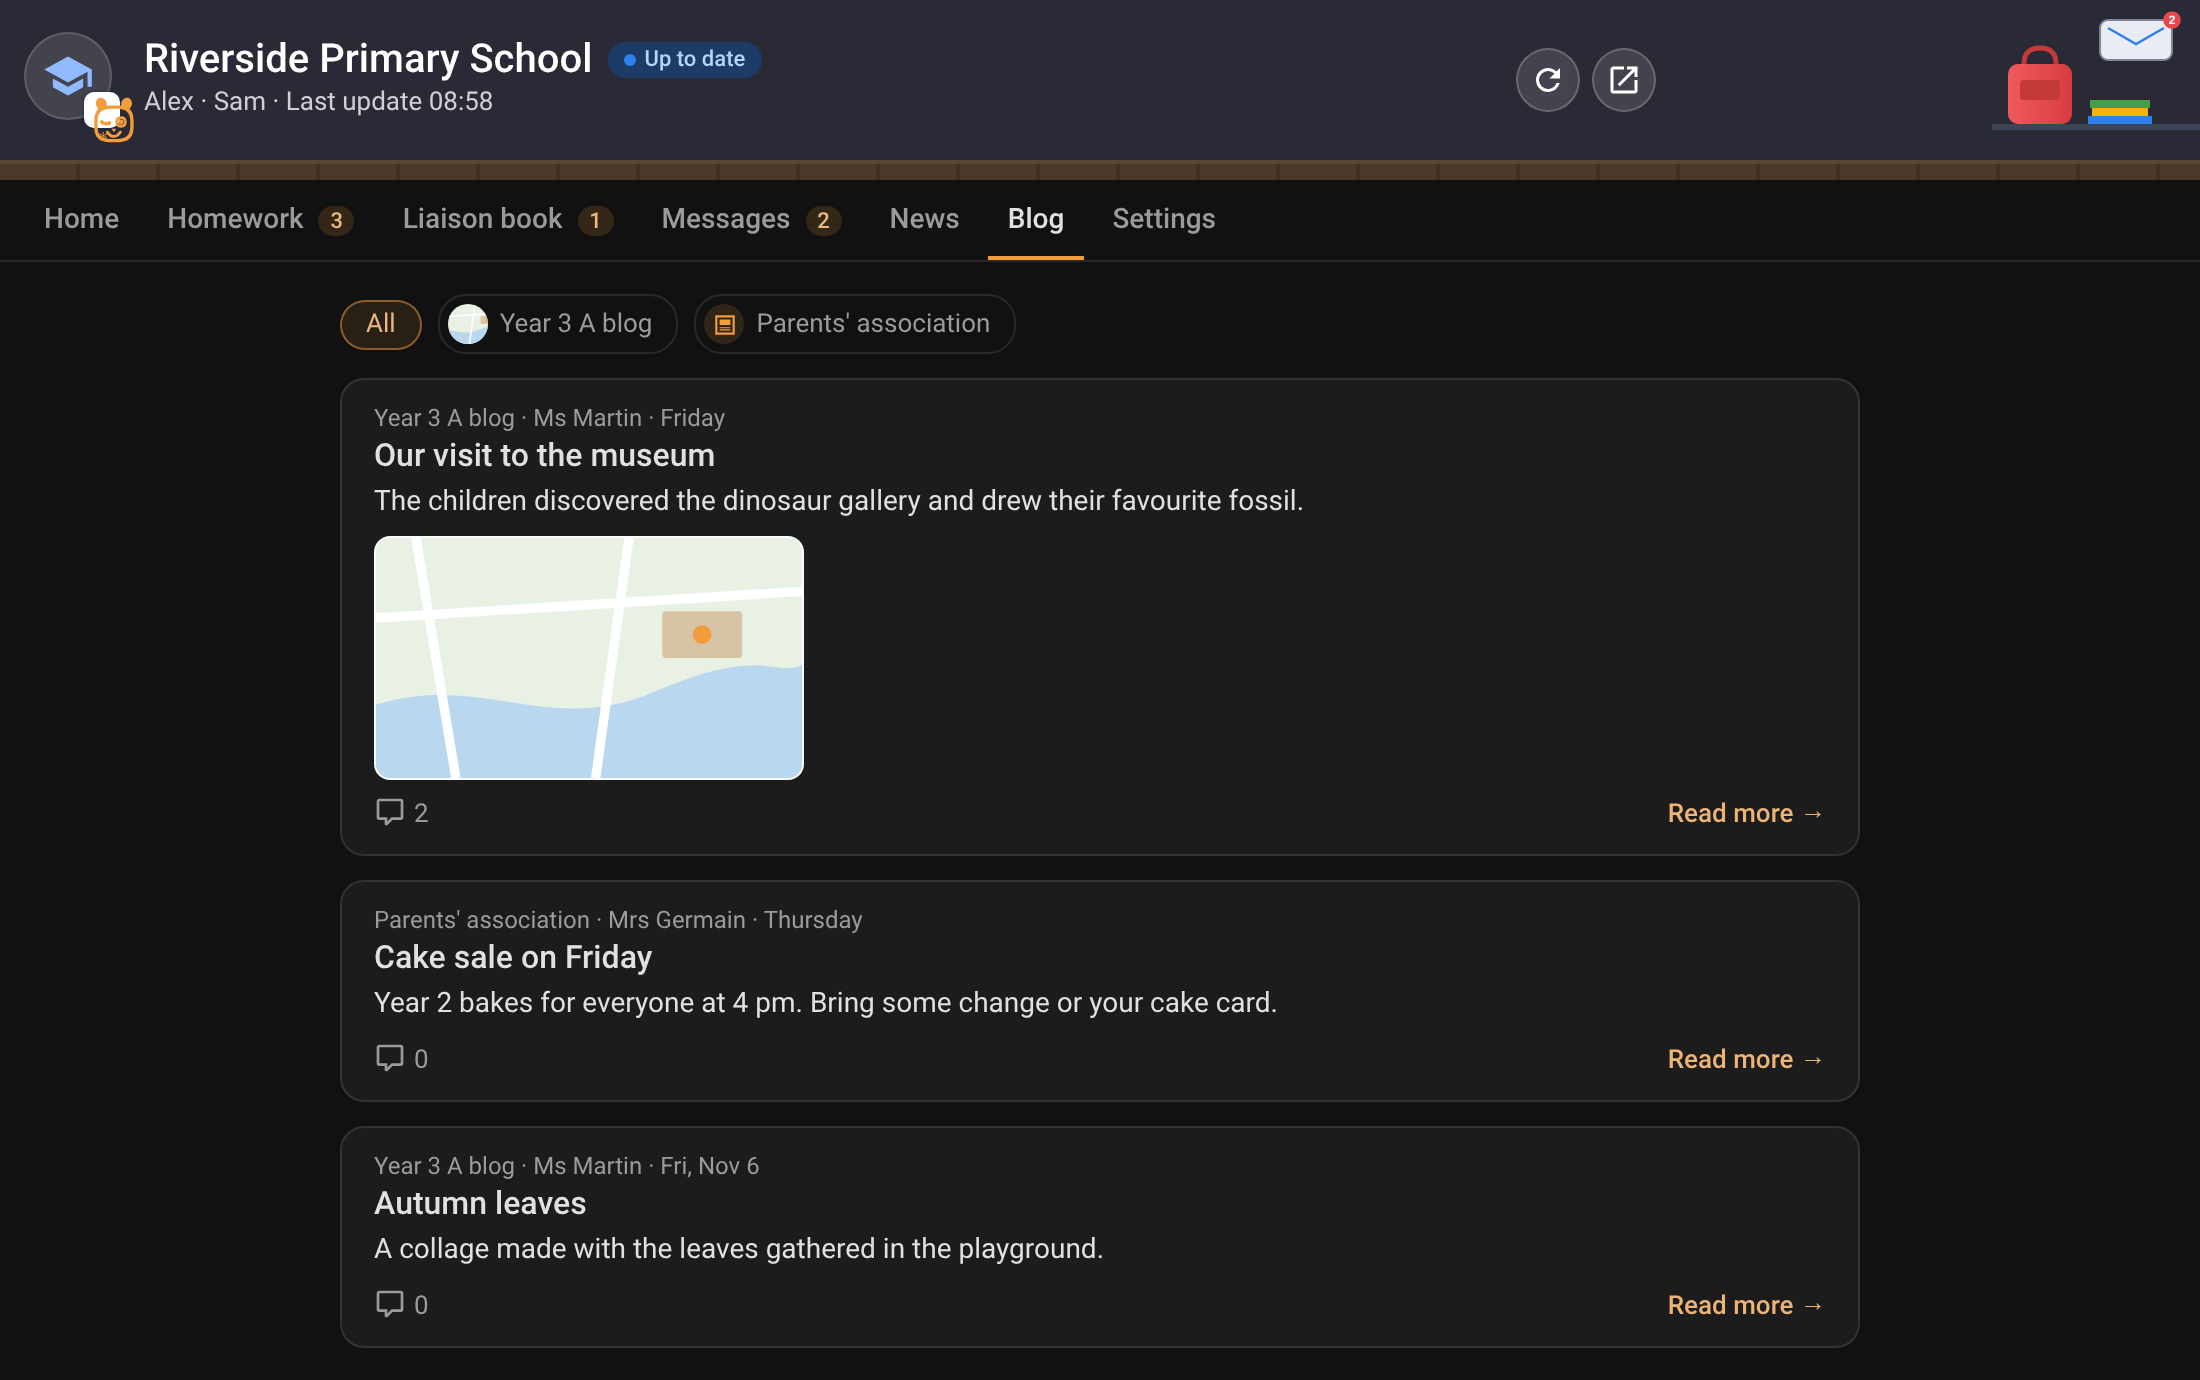 Riverside Primary School
Up to date
2
Alex · Sam · Last update 08:58
Home
Homework 3
Liaison book 1
Messages 2
News
Blog
Settings
All
Year 3 A blog
Parents' association
Year 3 A blog · Ms Martin · Friday
Our visit to the museum
The children discovered the dinosaur gallery and drew their favourite fossil.
2
Read more →
Parents' association · Mrs Germain · Thursday
Cake sale on Friday
Year 2 bakes for everyone at 4 pm. Bring some change or your cake card.
0
Read more →
Year 3 A blog · Ms Martin · Fri, Nov 6
Autumn leaves
A collage made with the leaves gathered in the playground.
0
Read more →